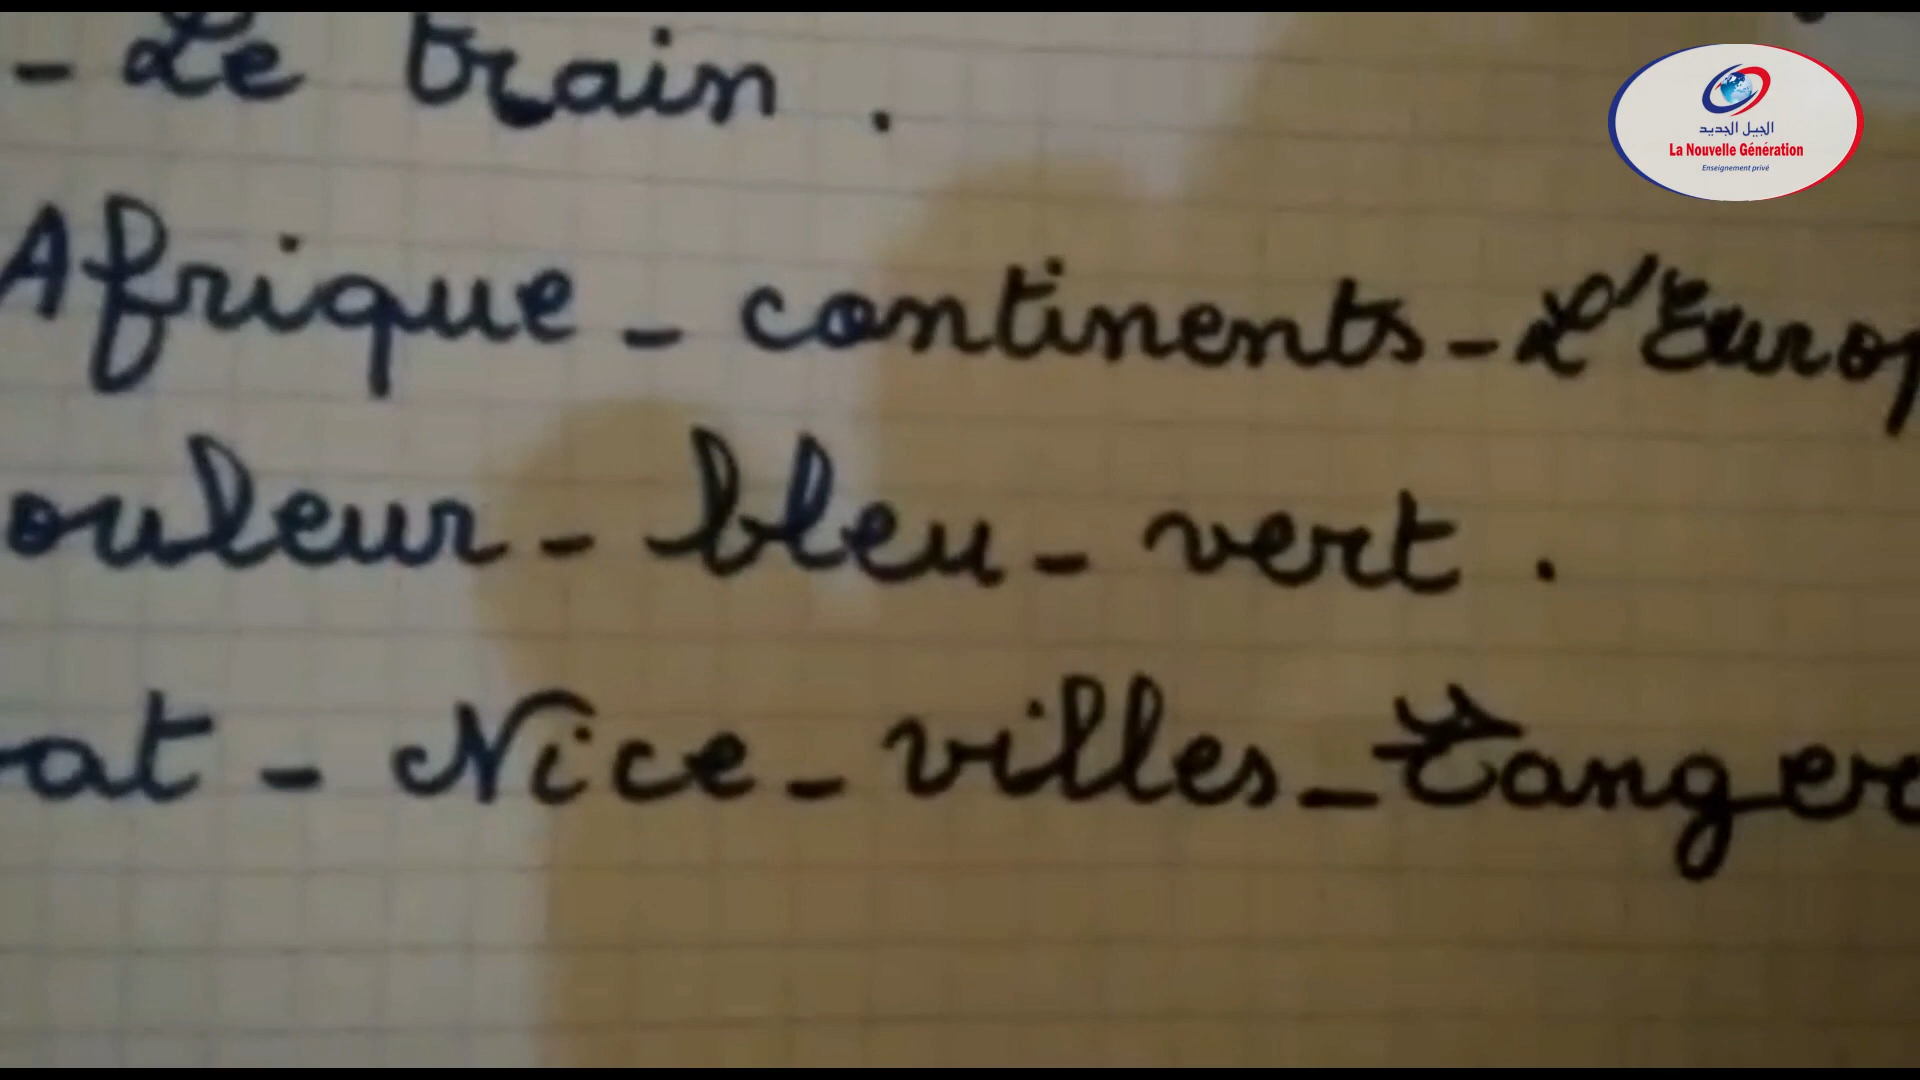 - Le train .
Afrique - continents - L'Europ
ouleur - bleu - vert .
at - Nice - villes - Tanger
الجيل الجديد
La Nouvelle Génération
Enseignement privé